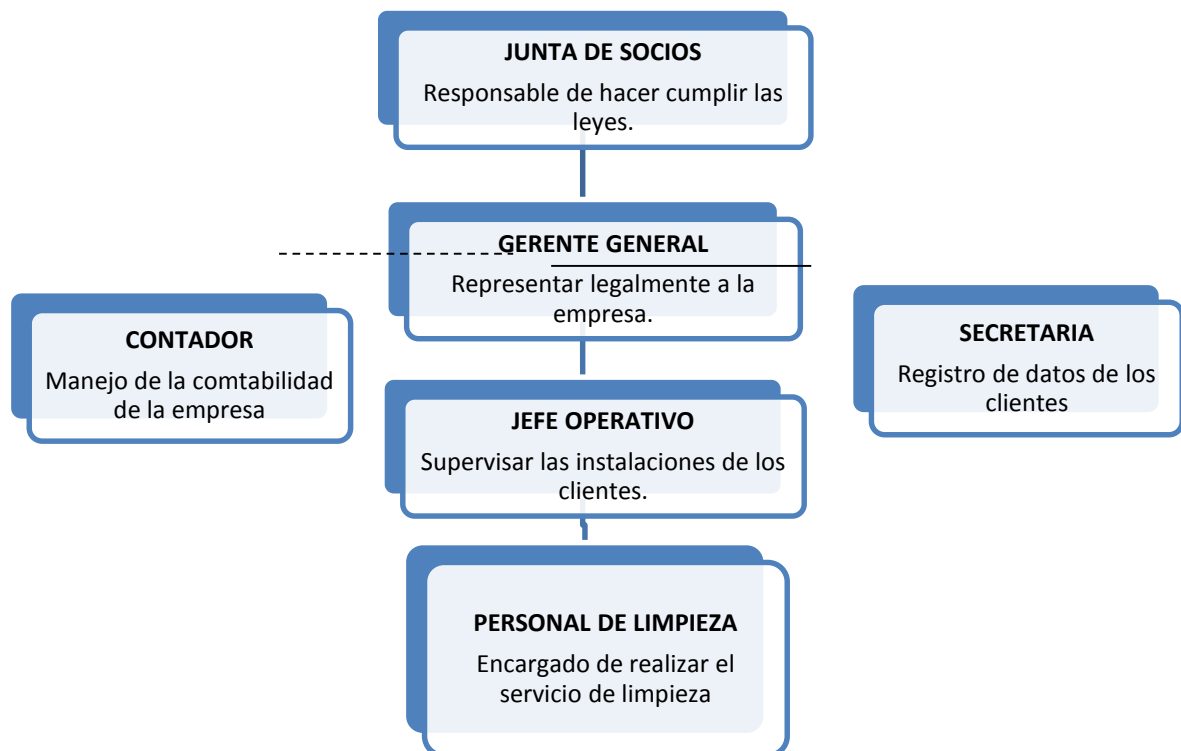 JUNTA DE SOCIOS
Responsable de hacer cumplir las
leyes.
GERENTE GENERAL
Representar legalmente a la
empresa.
CONTADOR
Manejo de la comtabilidad
de la empresa
SECRETARIA
Registro de datos de los
clientes
JEFE OPERATIVO
Supervisar las instalaciones de los
clientes.
PERSONAL DE LIMPIEZA
Encargado de realizar el
servicio de limpieza